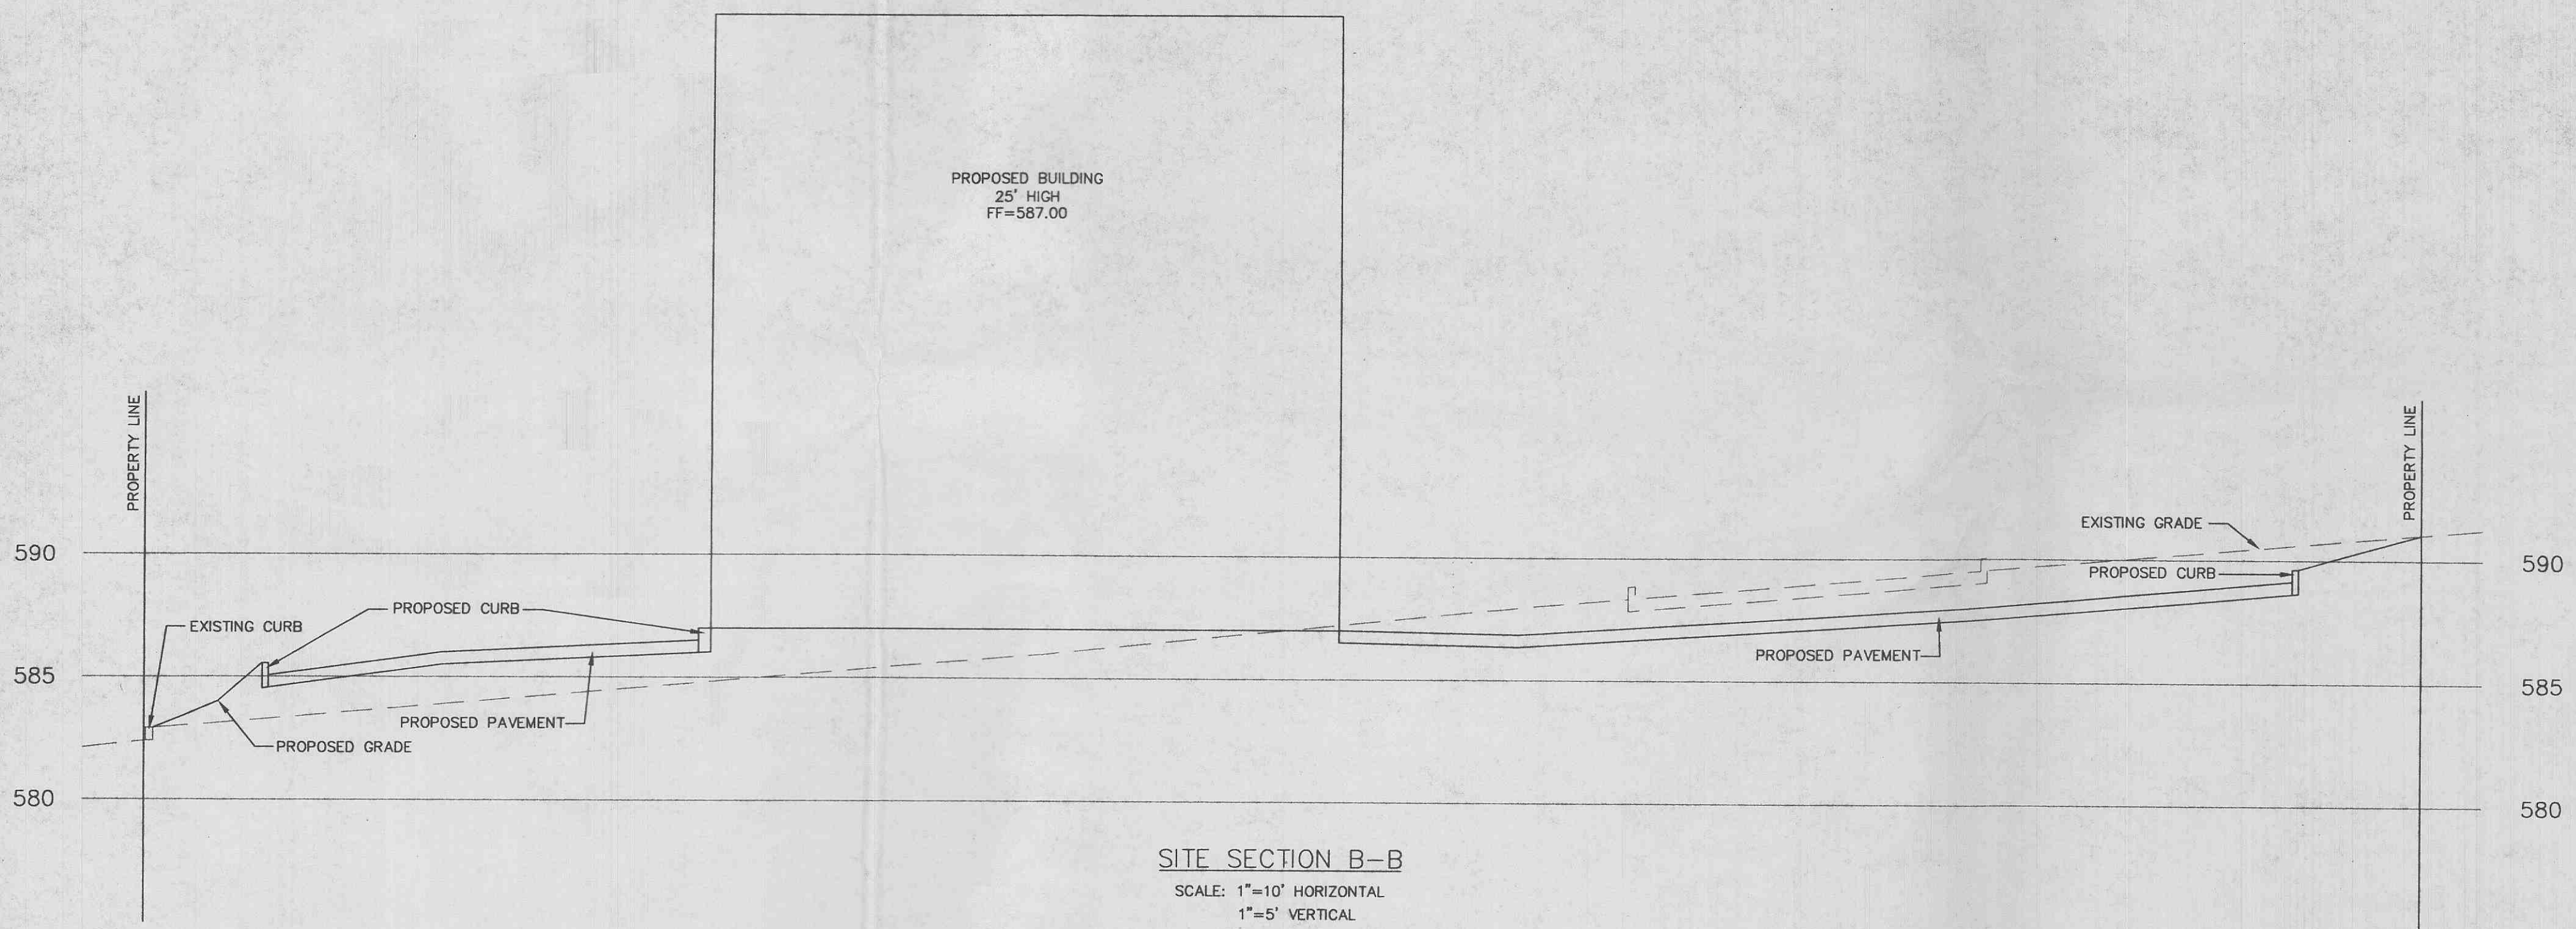 PROPOSED BUILDING
25' HIGH
FF=587.00
PROPERTY LINE
PROPERTY LINE
EXISTING GRADE
590
590
PROPOSED CURB
PROPOSED CURB
EXISTING CURB
PROPOSED PAVEMENT
585
585
PROPOSED PAVEMENT
PROPOSED GRADE
580
580
SITE SECTION B-B
SCALE: 1"=10' HORIZONTAL
1"=5' VERTICAL